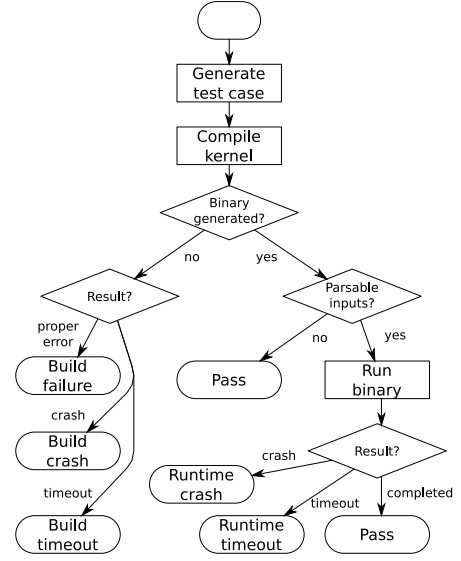 Generate
test case
Compile
kernel
Binary
generated?
no
yes
Result?
Parsable
inputs?
proper
error
no
yes
Build
failure
Pass
Run
binary
crash
Build
crash
Result?
crash
Runtime
crash
timeout
timeout
completed
Build
timeout
Runtime
timeout
Pass